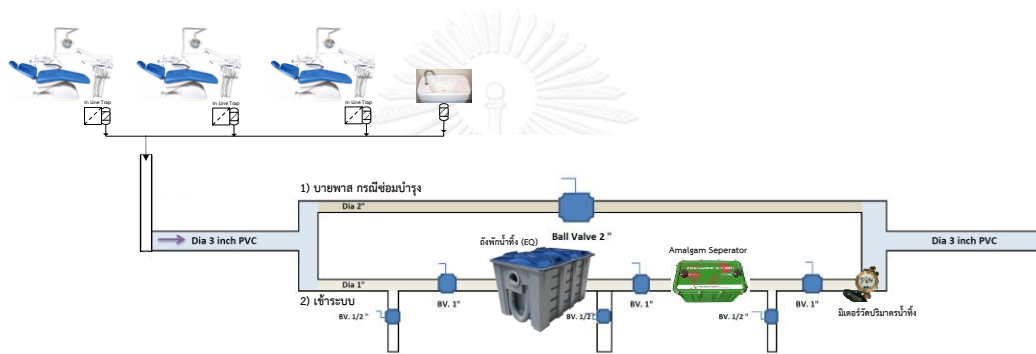 In Line Trap
In Line Trap
In Line Trap
1) บายพาส กรณีซ่อมบำรุง
Dia 2"
Ball Valve 2 "
Dia 3 inch PVC
Dia 3 inch PVC
ถังพักน้ำทิ้ง (EQ)
Amalgam Seperator
Dia 1"
2) เข้าระบบ
BV. 1"
BV. 1"
BV. 1"
BV. 1/2 "
BV. 1/2 "
BV. 1/2 "
มิเตอร์วัดปริมาตรน้ำทิ้ง